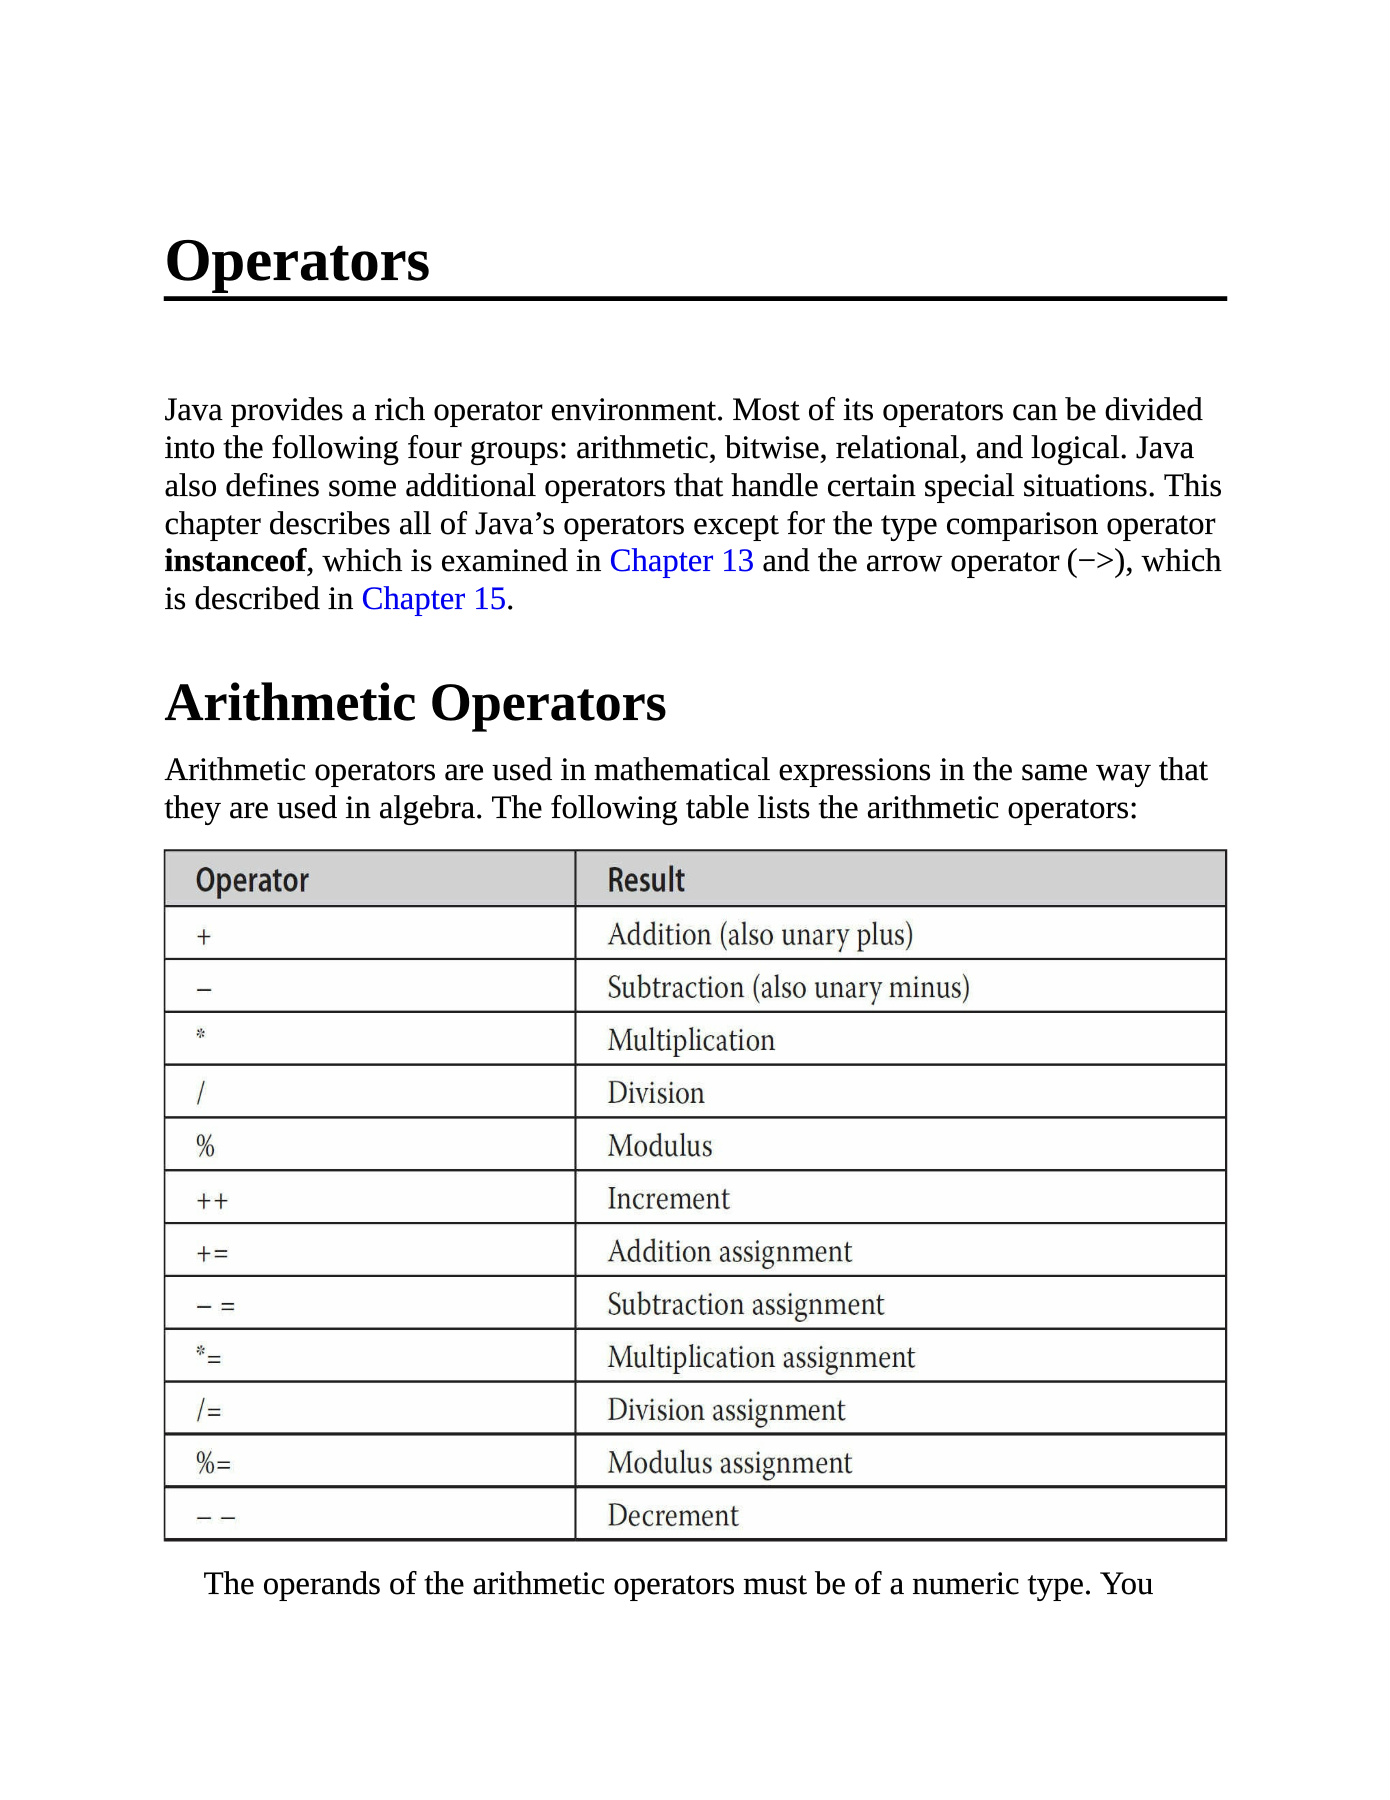 Operators
Java provides a rich operator environment. Most of its operators can be divided
into the following four groups: arithmetic, bitwise, relational, and logical. Java
also defines some additional operators that handle certain special situations. This
chapter describes all of Java’s operators except for the type comparison operator
instanceof, which is examined in Chapter 13 and the arrow operator (−>), which
is described in Chapter 15.
Arithmetic Operators
Arithmetic operators are used in mathematical expressions in the same way that
they are used in algebra. The following table lists the arithmetic operators:
Operator Result
+ Addition (also unary plus)
– Subtraction (also unary minus)
* Multiplication
/ Division
% Modulus
++ Increment
+= Addition assignment
– = Subtraction assignment
*= Multiplication assignment
/= Division assignment
%= Modulus assignment
– – Decrement
The operands of the arithmetic operators must be of a numeric type. You